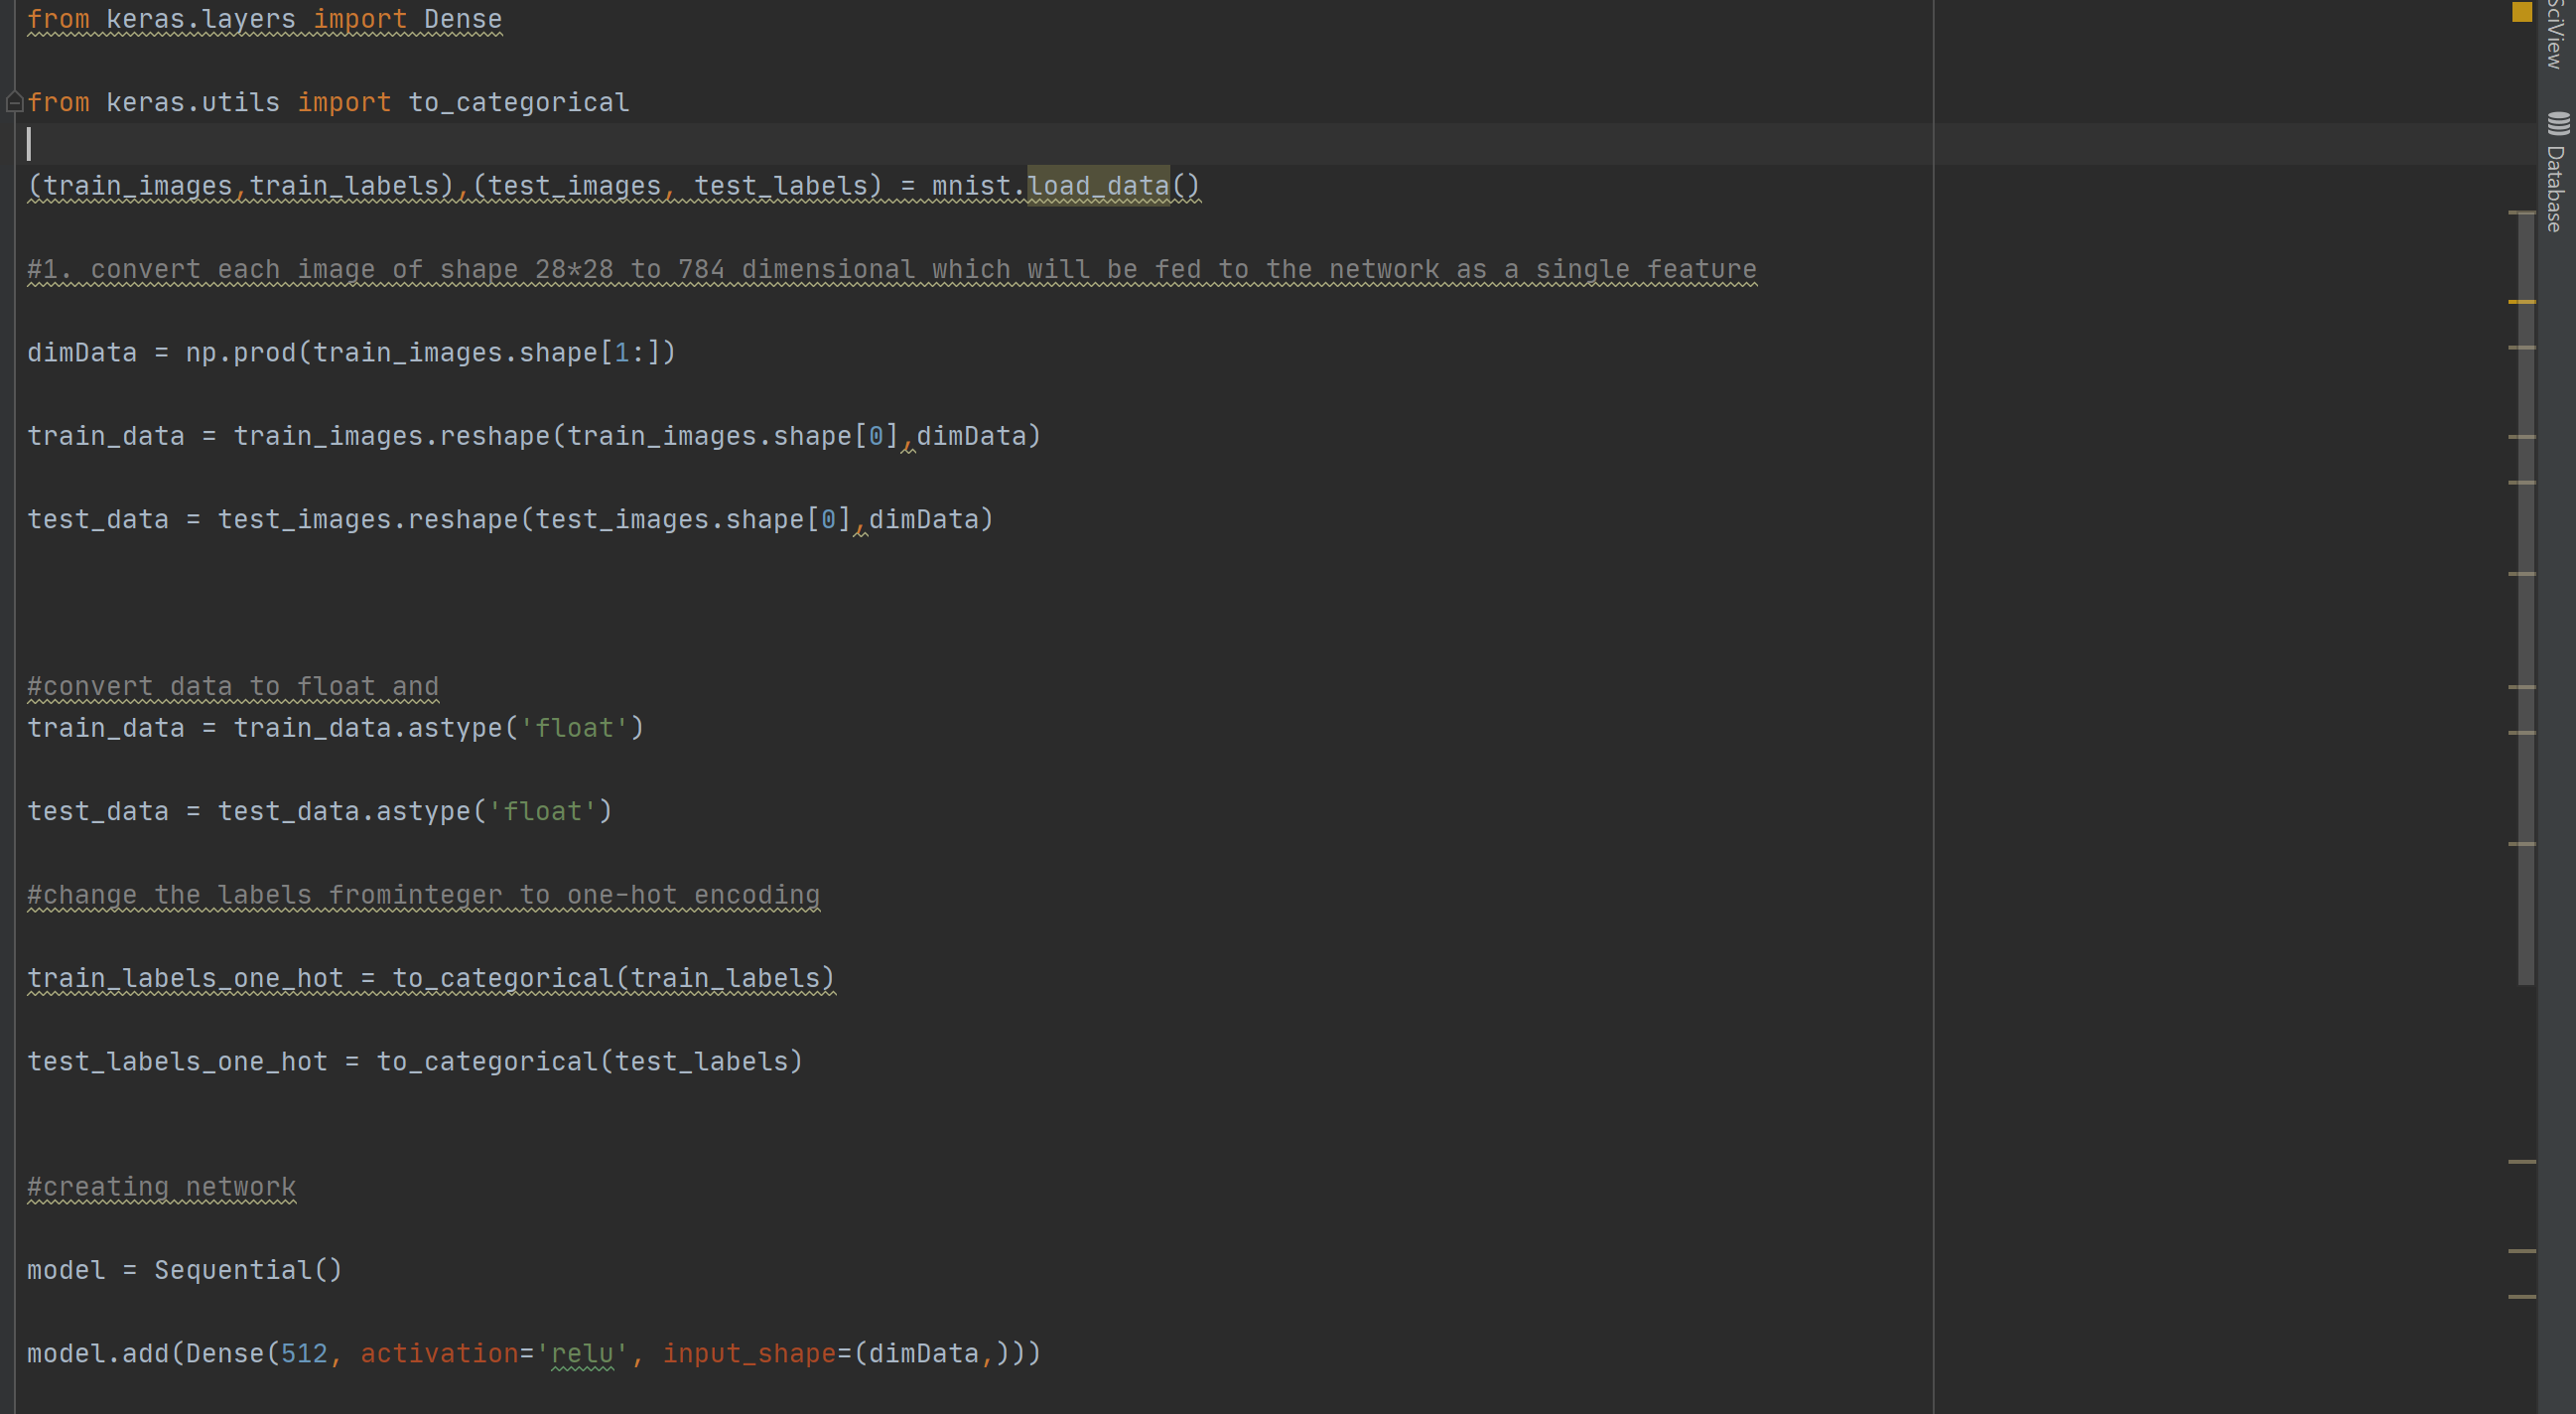 from keras.layers import Dense
from keras.utils import to_categorical
(train_images,train_labels),(test_images, test_labels) = mnist.load_data()
#1. convert each image of shape 28*28 to 784 dimensional which will be fed to the network as a single feature
dimData = np.prod(train_images.shape[1:])
train_data = train_images.reshape(train_images.shape[0],dimData)
test_data = test_images.reshape(test_images.shape[0],dimData)
#convert data to float and
train_data = train_data.astype('float')
test_data = test_data.astype('float')
#change the labels frominteger to one-hot encoding
train_labels_one_hot = to_categorical(train_labels)
test_labels_one_hot = to_categorical(test_labels)
#creating network
model = Sequential()
model.add(Dense(512, activation='relu', input_shape=(dimData,)))
SciView
Database